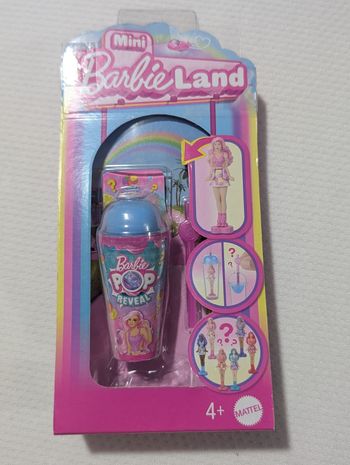 Mini
Barbie Land
Barbie
POP
REVEAL
?
?
? ? ?
4+
MATTEL